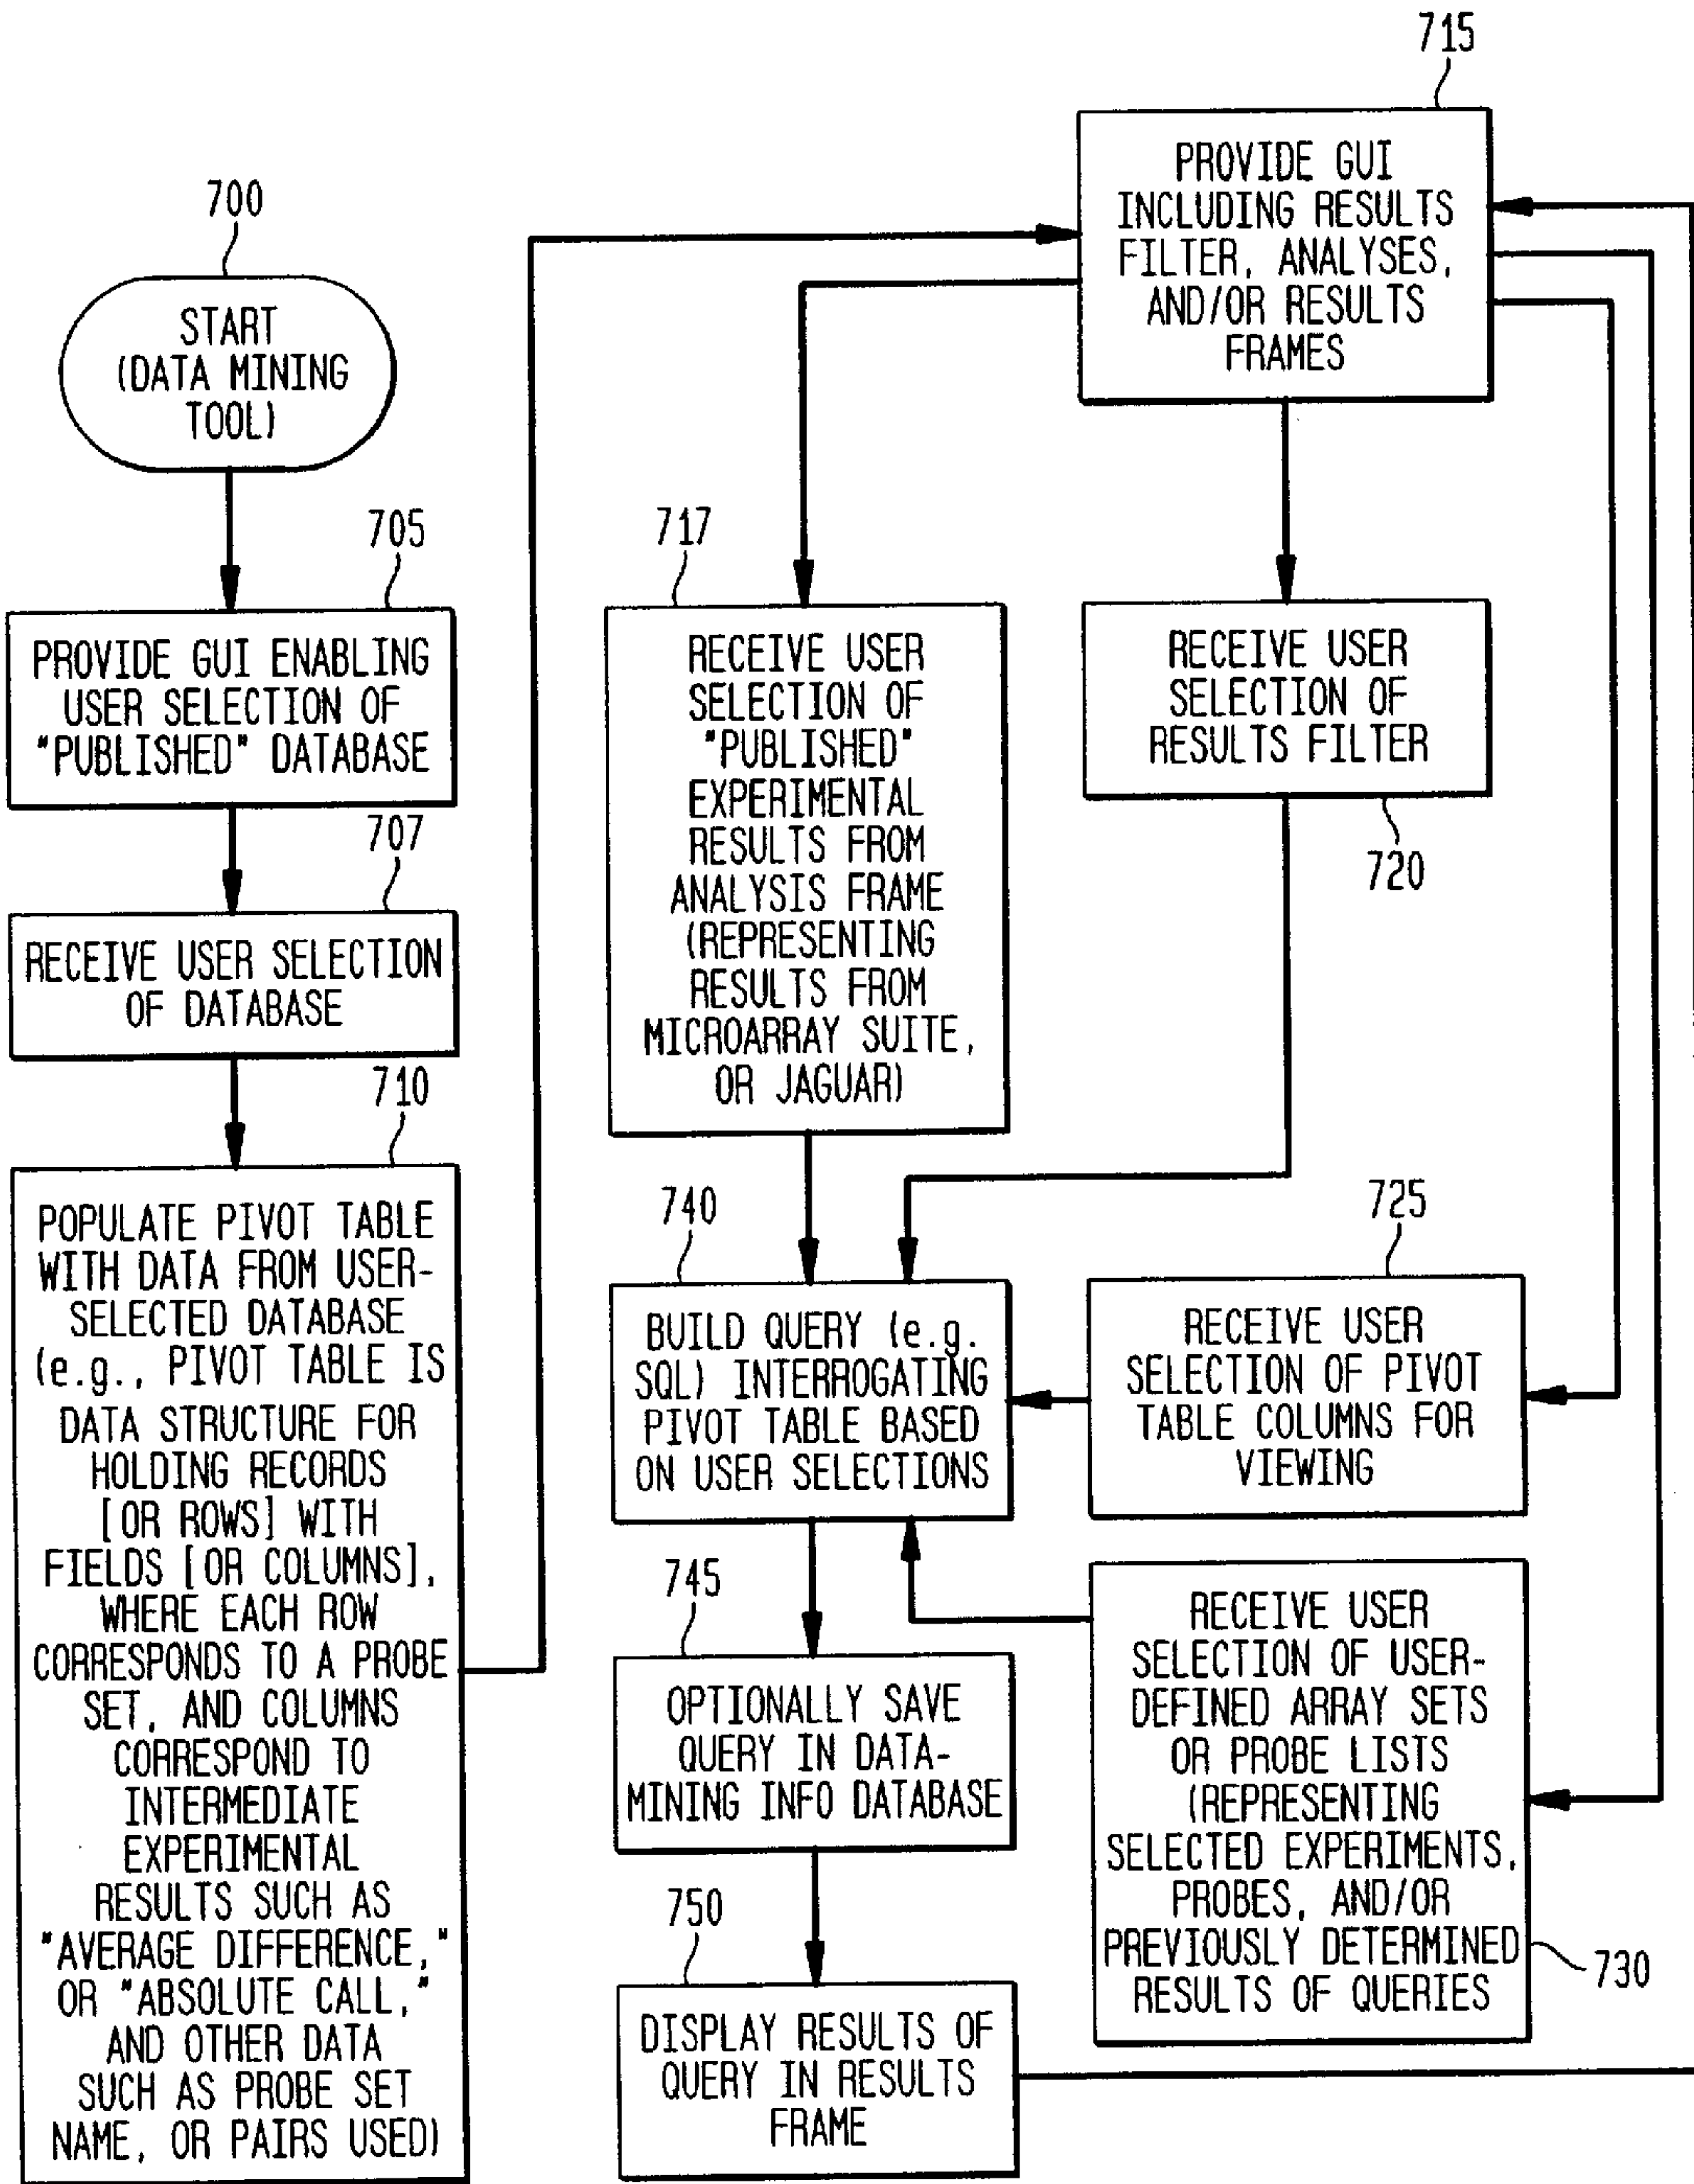 700
START
(DATA MINING
TOOL)
705
PROVIDE GUI ENABLING
USER SELECTION OF
"PUBLISHED" DATABASE
707
RECEIVE USER SELECTION
OF DATABASE
710
POPULATE PIVOT TABLE
WITH DATA FROM USER-
SELECTED DATABASE
(e.g., PIVOT TABLE IS
DATA STRUCTURE FOR
HOLDING RECORDS
[OR ROWS] WITH
FIELDS [OR COLUMNS],
WHERE EACH ROW
CORRESPONDS TO A PROBE
SET, AND COLUMNS
CORRESPOND TO
INTERMEDIATE
EXPERIMENTAL
RESULTS SUCH AS
"AVERAGE DIFFERENCE,"
OR "ABSOLUTE CALL,"
AND OTHER DATA
SUCH AS PROBE SET
NAME, OR PAIRS USED)
715
PROVIDE GUI
INCLUDING RESULTS
FILTER, ANALYSES,
AND/OR RESULTS
FRAMES
717
RECEIVE USER
SELECTION OF
"PUBLISHED"
EXPERIMENTAL
RESULTS FROM
ANALYSIS FRAME
(REPRESENTING
RESULTS FROM
MICROARRAY SUITE,
OR JAGUAR)
RECEIVE USER
SELECTION OF
RESULTS FILTER
720
740
BUILD QUERY (e.g.
SQL) INTERROGATING
PIVOT TABLE BASED
ON USER SELECTIONS
725
RECEIVE USER
SELECTION OF PIVOT
TABLE COLUMNS FOR
VIEWING
745
OPTIONALLY SAVE
QUERY IN DATA-
MINING INFO DATABASE
RECEIVE USER
SELECTION OF USER-
DEFINED ARRAY SETS
OR PROBE LISTS
(REPRESENTING
SELECTED EXPERIMENTS,
PROBES, AND/OR
PREVIOUSLY DETERMINED
RESULTS OF QUERIES
730
750
DISPLAY RESULTS OF
QUERY IN RESULTS
FRAME